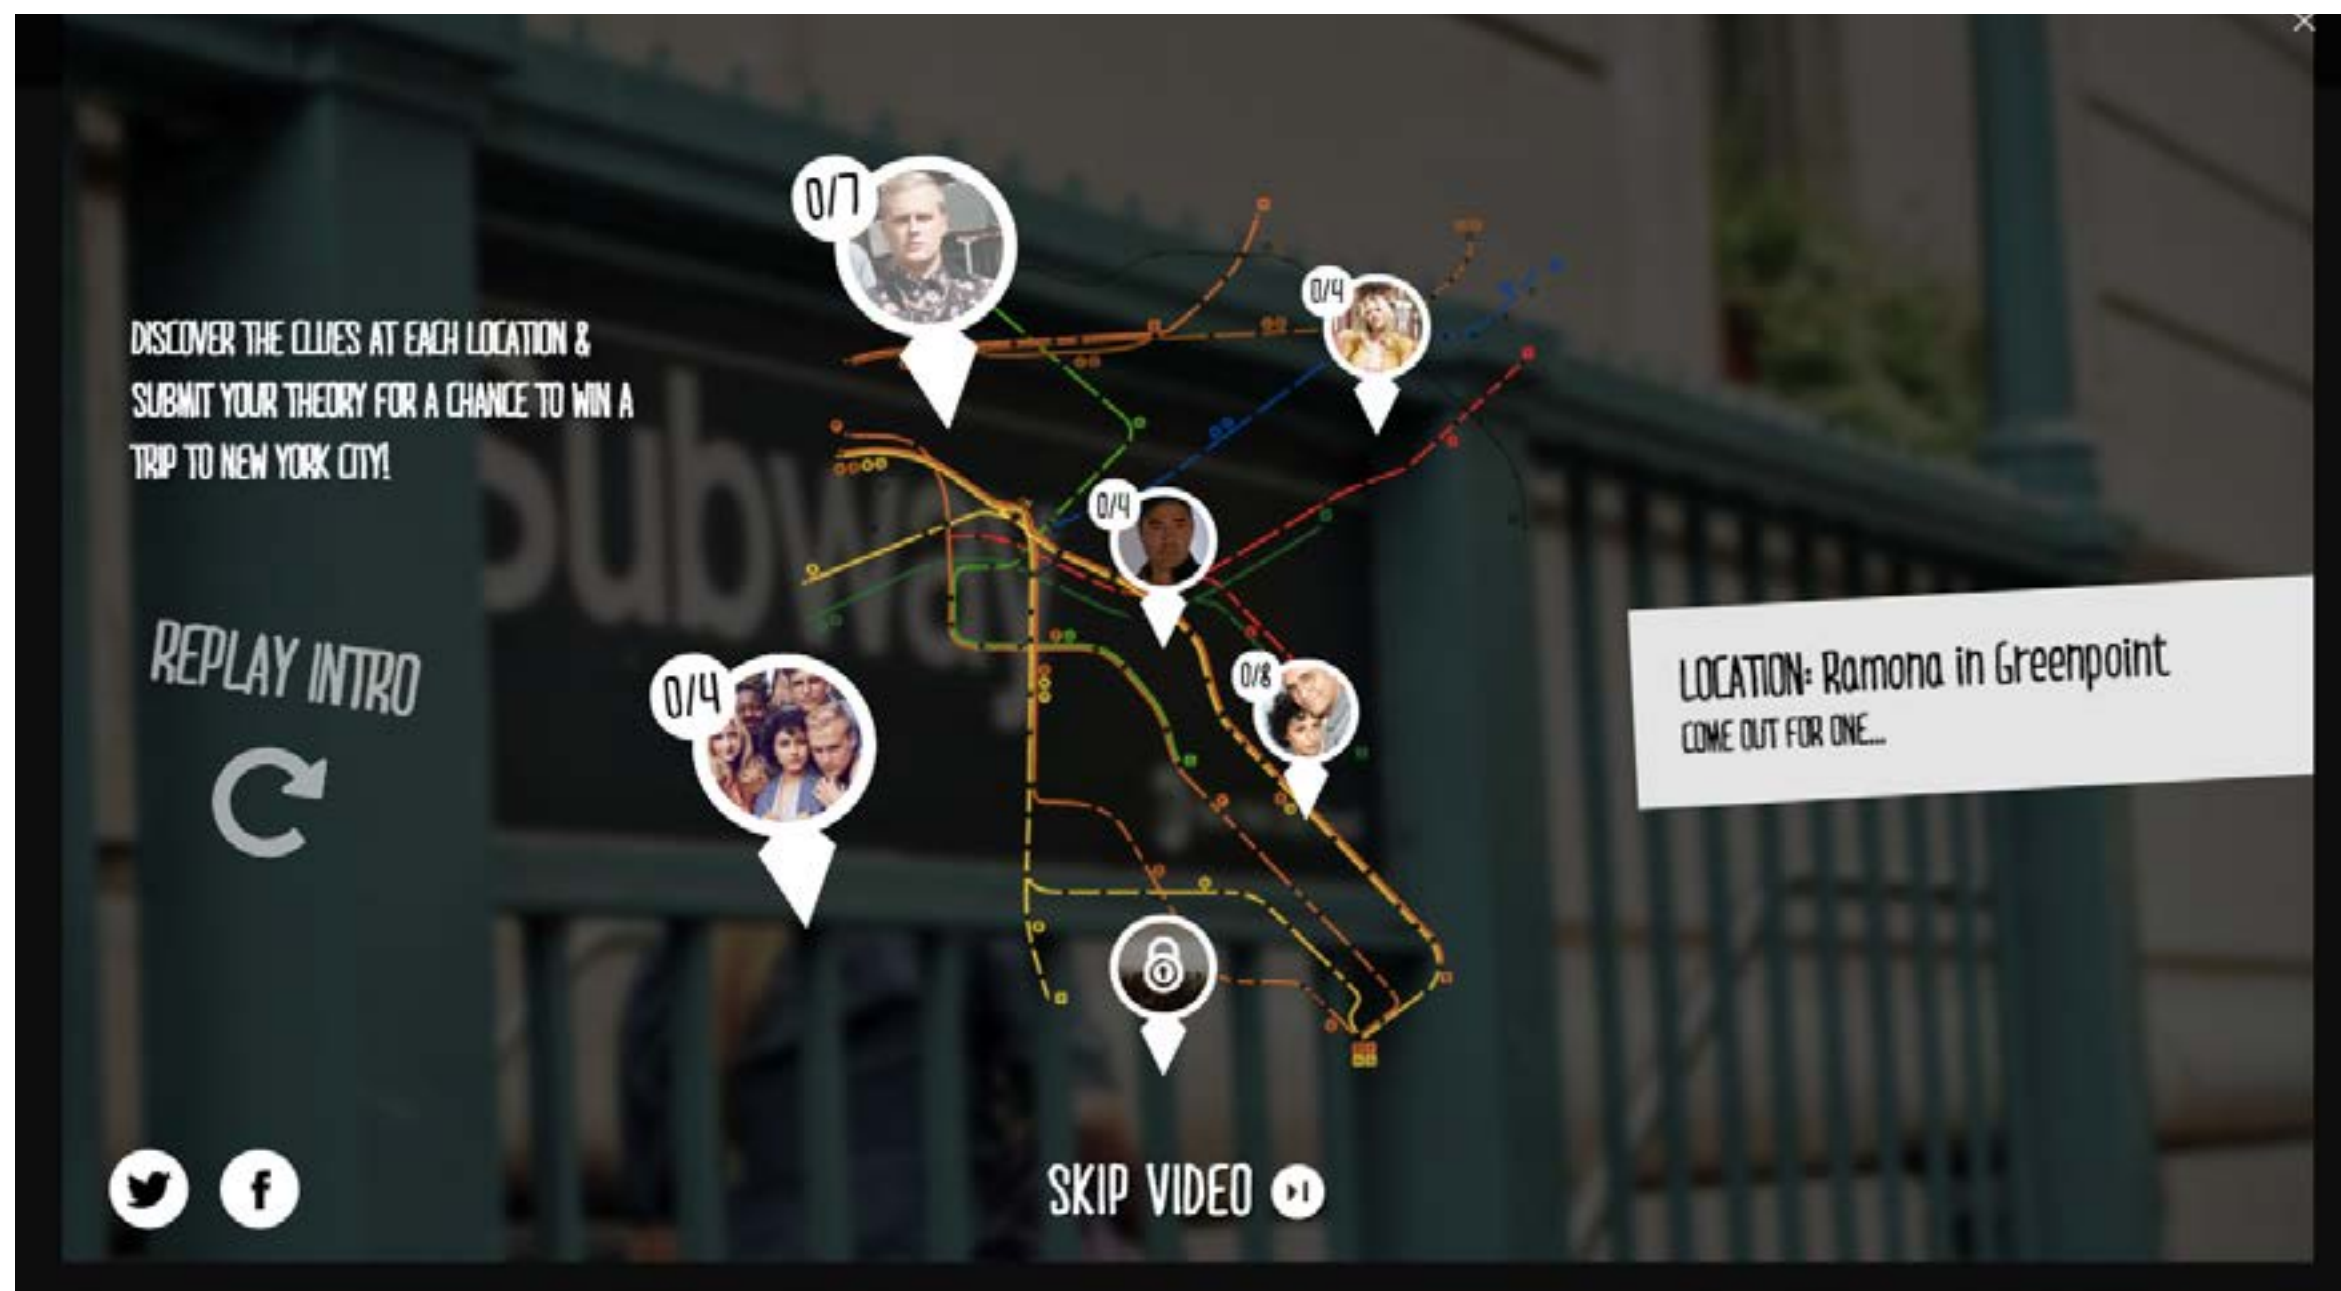 0/7
0/4
DISCOVER THE CLUES AT EACH LOCATION &
SUBMIT YOUR THEORY FOR A CHANCE TO WIN A
TRIP TO NEW YORK CITY!
Subway
0/4
REPLAY INTRO
0/4
0/8
LOCATION: Ramona in Greenpoint
COME OUT FOR ONE...
SKIP VIDEO